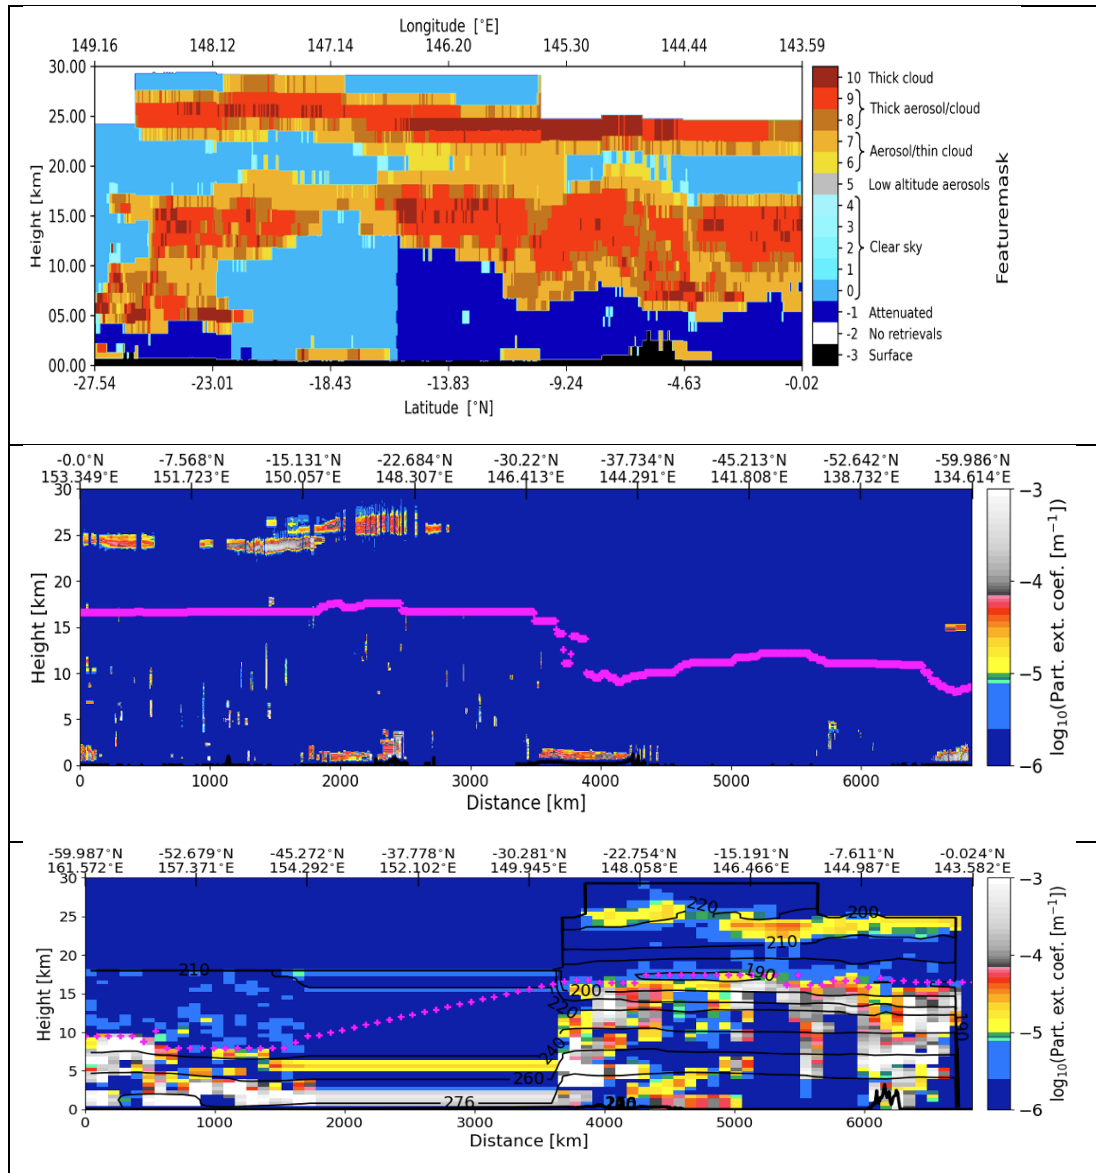 Longitude [°E]
149.16 148.12 147.14 146.20 145.30 144.44 143.59
30.00
25.00
20.00
15.00
10.00
05.00
00.00
Height [km]
-27.54 -23.01 -18.43 -13.83 -9.24 -4.63 -0.02
Latitude [°N]
10 Thick cloud
9
Thick aerosol/cloud
8
7
Aerosol/thin cloud
6
5 Low altitude aerosols
4
3
2 Clear sky
1
0
-1 Attenuated
-2 No retrievals
-3 Surface
Featuremask
-0.0°N -7.568°N -15.131°N -22.684°N -30.22°N -37.734°N -45.213°N -52.642°N -59.986°N
153.349°E 151.723°E 150.057°E 148.307°E 146.413°E 144.291°E 141.808°E 138.732°E 134.614°E
30
25
20
15
10
5
0
Height [km]
0 1000 2000 3000 4000 5000 6000
Distance [km]
−3
−4
−5
−6
log10(Part. ext. coef. [m−1])
-59.987°N -52.679°N -45.272°N -37.778°N -30.281°N -22.754°N -15.191°N -7.611°N -0.024°N
161.572°E 157.371°E 154.292°E 152.102°E 149.945°E 148.058°E 146.466°E 144.987°E 143.582°E
30
25
20
15
10
5
0
Height [km]
220
200
210
210
190
200
220
240
260
276
0 1000 2000 3000 4000 5000 6000
Distance [km]
−3
−4
−5
−6
log10(Part. ext. coef. [m−1])